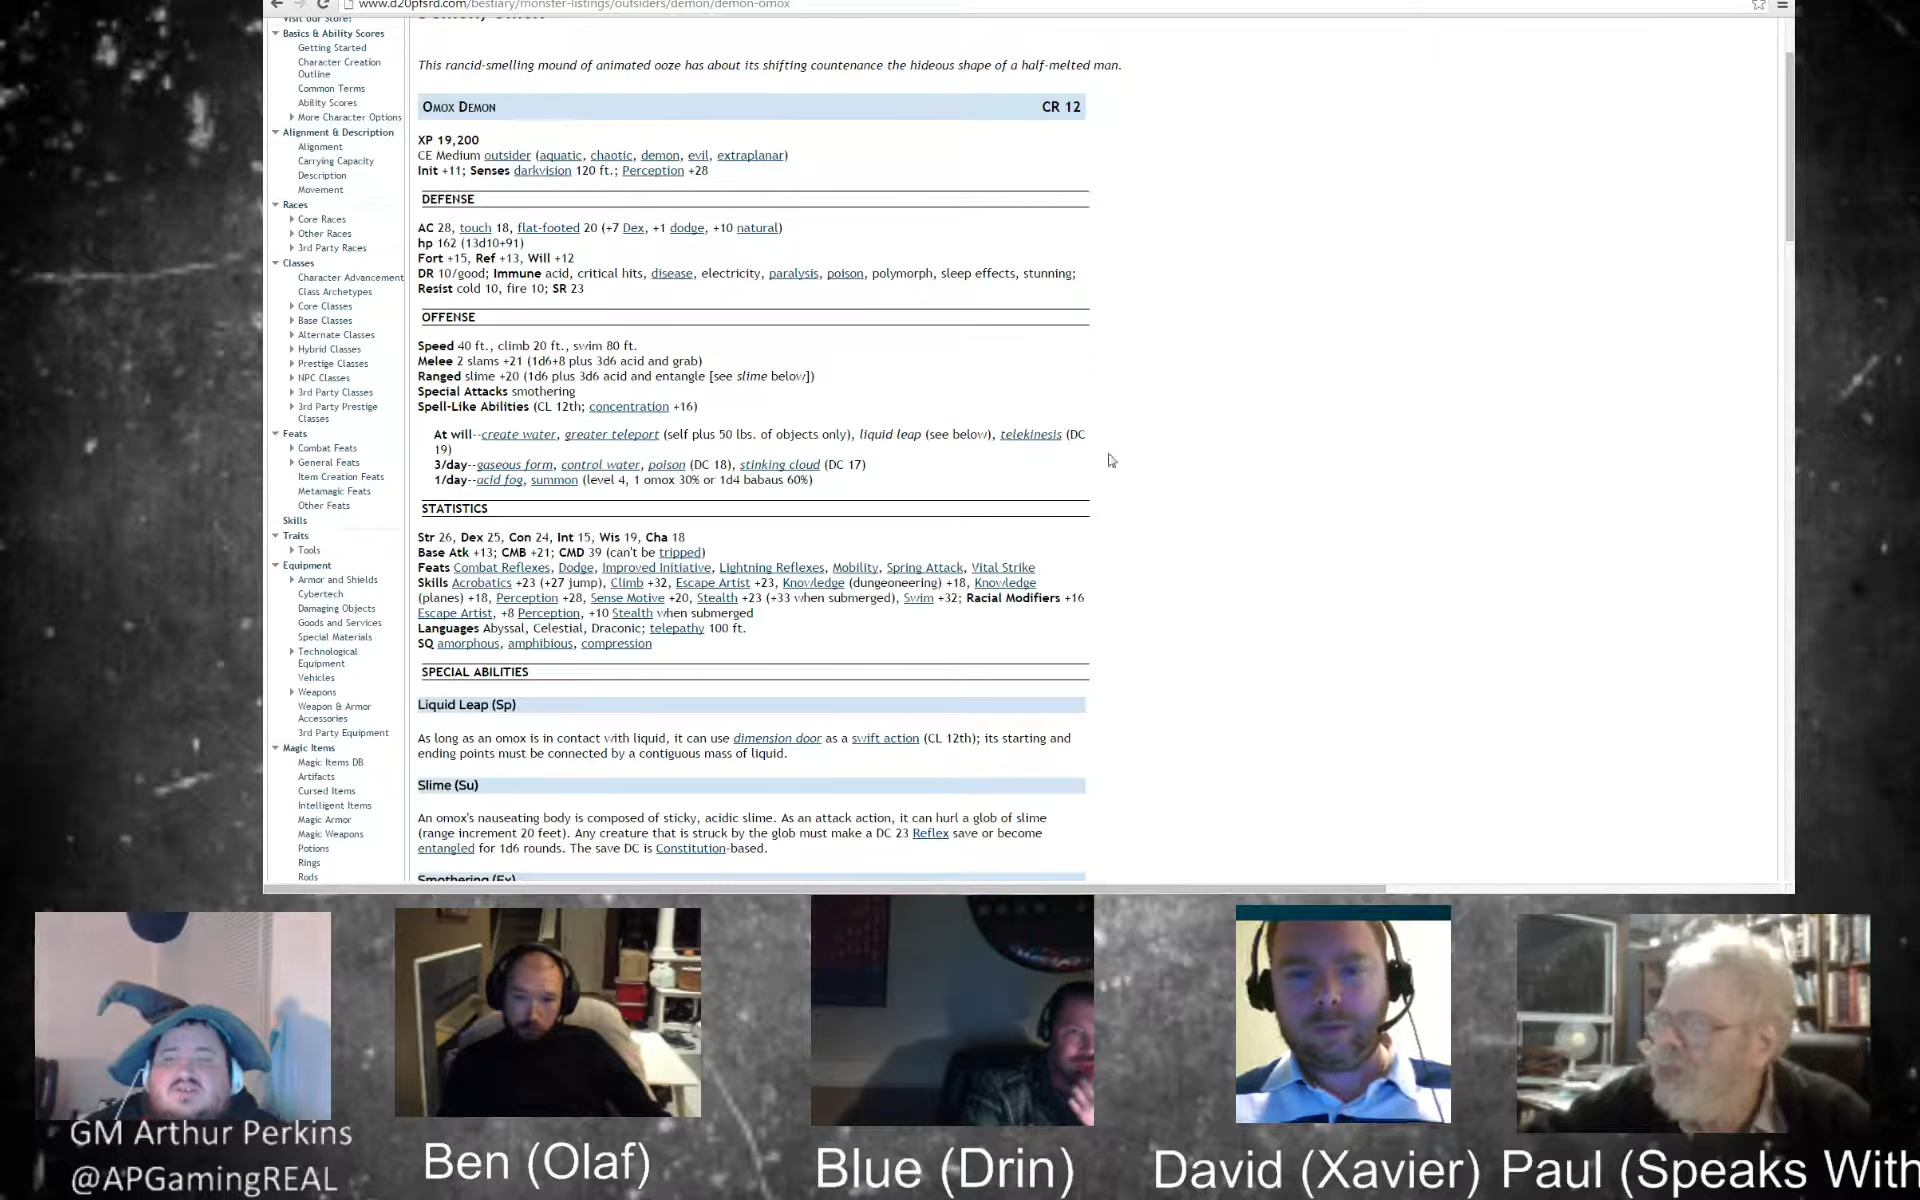 www.d20pfsrd.com/bestiary/monster-listings/outsiders/demon/demon-omox
Visit our Store!
Basics & Ability Scores
Getting Started
Character Creation
Outline
Common Terms
Ability Scores
More Character Options
Alignment & Description
Alignment
Carrying Capacity
Description
Movement
Races
Core Races
Other Races
3rd Party Races
Classes
Character Advancement
Class Archetypes
Core Classes
Base Classes
Alternate Classes
Hybrid Classes
Prestige Classes
NPC Classes
3rd Party Classes
3rd Party Prestige
Classes
Feats
Combat Feats
General Feats
Item Creation Feats
Metamagic Feats
Other Feats
Skills
Traits
Tools
Equipment
Armor and Shields
Cybertech
Damaging Objects
Goods and Services
Special Materials
Technological
Equipment
Vehicles
Weapons
Weapon & Armor
Accessories
3rd Party Equipment
Magic Items
Magic Items DB
Artifacts
Cursed Items
Intelligent Items
Magic Armor
Magic Weapons
Potions
Rings
Rods
Demon, Omox
This rancid-smelling mound of animated ooze has about its shifting countenance the hideous shape of a half-melted man.
Omox Demon CR 12
XP 19,200
CE Medium outsider (aquatic, chaotic, demon, evil, extraplanar)
Init +11; Senses darkvision 120 ft.; Perception +28
DEFENSE
AC 28, touch 18, flat-footed 20 (+7 Dex, +1 dodge, +10 natural)
hp 162 (13d10+91)
Fort +15, Ref +13, Will +12
DR 10/good; Immune acid, critical hits, disease, electricity, paralysis, poison, polymorph, sleep effects, stunning;
Resist cold 10, fire 10; SR 23
OFFENSE
Speed 40 ft., climb 20 ft., swim 80 ft.
Melee 2 slams +21 (1d6+8 plus 3d6 acid and grab)
Ranged slime +20 (1d6 plus 3d6 acid and entangle [see slime below])
Special Attacks smothering
Spell-Like Abilities (CL 12th; concentration +16)
At will--create water, greater teleport (self plus 50 lbs. of objects only), liquid leap (see below), telekinesis (DC
19)
3/day--gaseous form, control water, poison (DC 18), stinking cloud (DC 17)
1/day--acid fog, summon (level 4, 1 omox 30% or 1d4 babaus 60%)
STATISTICS
Str 26, Dex 25, Con 24, Int 15, Wis 19, Cha 18
Base Atk +13; CMB +21; CMD 39 (can't be tripped)
Feats Combat Reflexes, Dodge, Improved Initiative, Lightning Reflexes, Mobility, Spring Attack, Vital Strike
Skills Acrobatics +23 (+27 jump), Climb +32, Escape Artist +23, Knowledge (dungeoneering) +18, Knowledge
(planes) +18, Perception +28, Sense Motive +20, Stealth +23 (+33 when submerged), Swim +32; Racial Modifiers +16
Escape Artist, +8 Perception, +10 Stealth when submerged
Languages Abyssal, Celestial, Draconic; telepathy 100 ft.
SQ amorphous, amphibious, compression
SPECIAL ABILITIES
Liquid Leap (Sp)
As long as an omox is in contact with liquid, it can use dimension door as a swift action (CL 12th); its starting and
ending points must be connected by a contiguous mass of liquid.
Slime (Su)
An omox's nauseating body is composed of sticky, acidic slime. As an attack action, it can hurl a glob of slime
(range increment 20 feet). Any creature that is struck by the glob must make a DC 23 Reflex save or become
entangled for 1d6 rounds. The save DC is Constitution-based.
Smothering (Ex)
GM Arthur Perkins
@APGamingREAL
Ben (Olaf)
Blue (Drin)
David (Xavier)
Paul (Speaks With